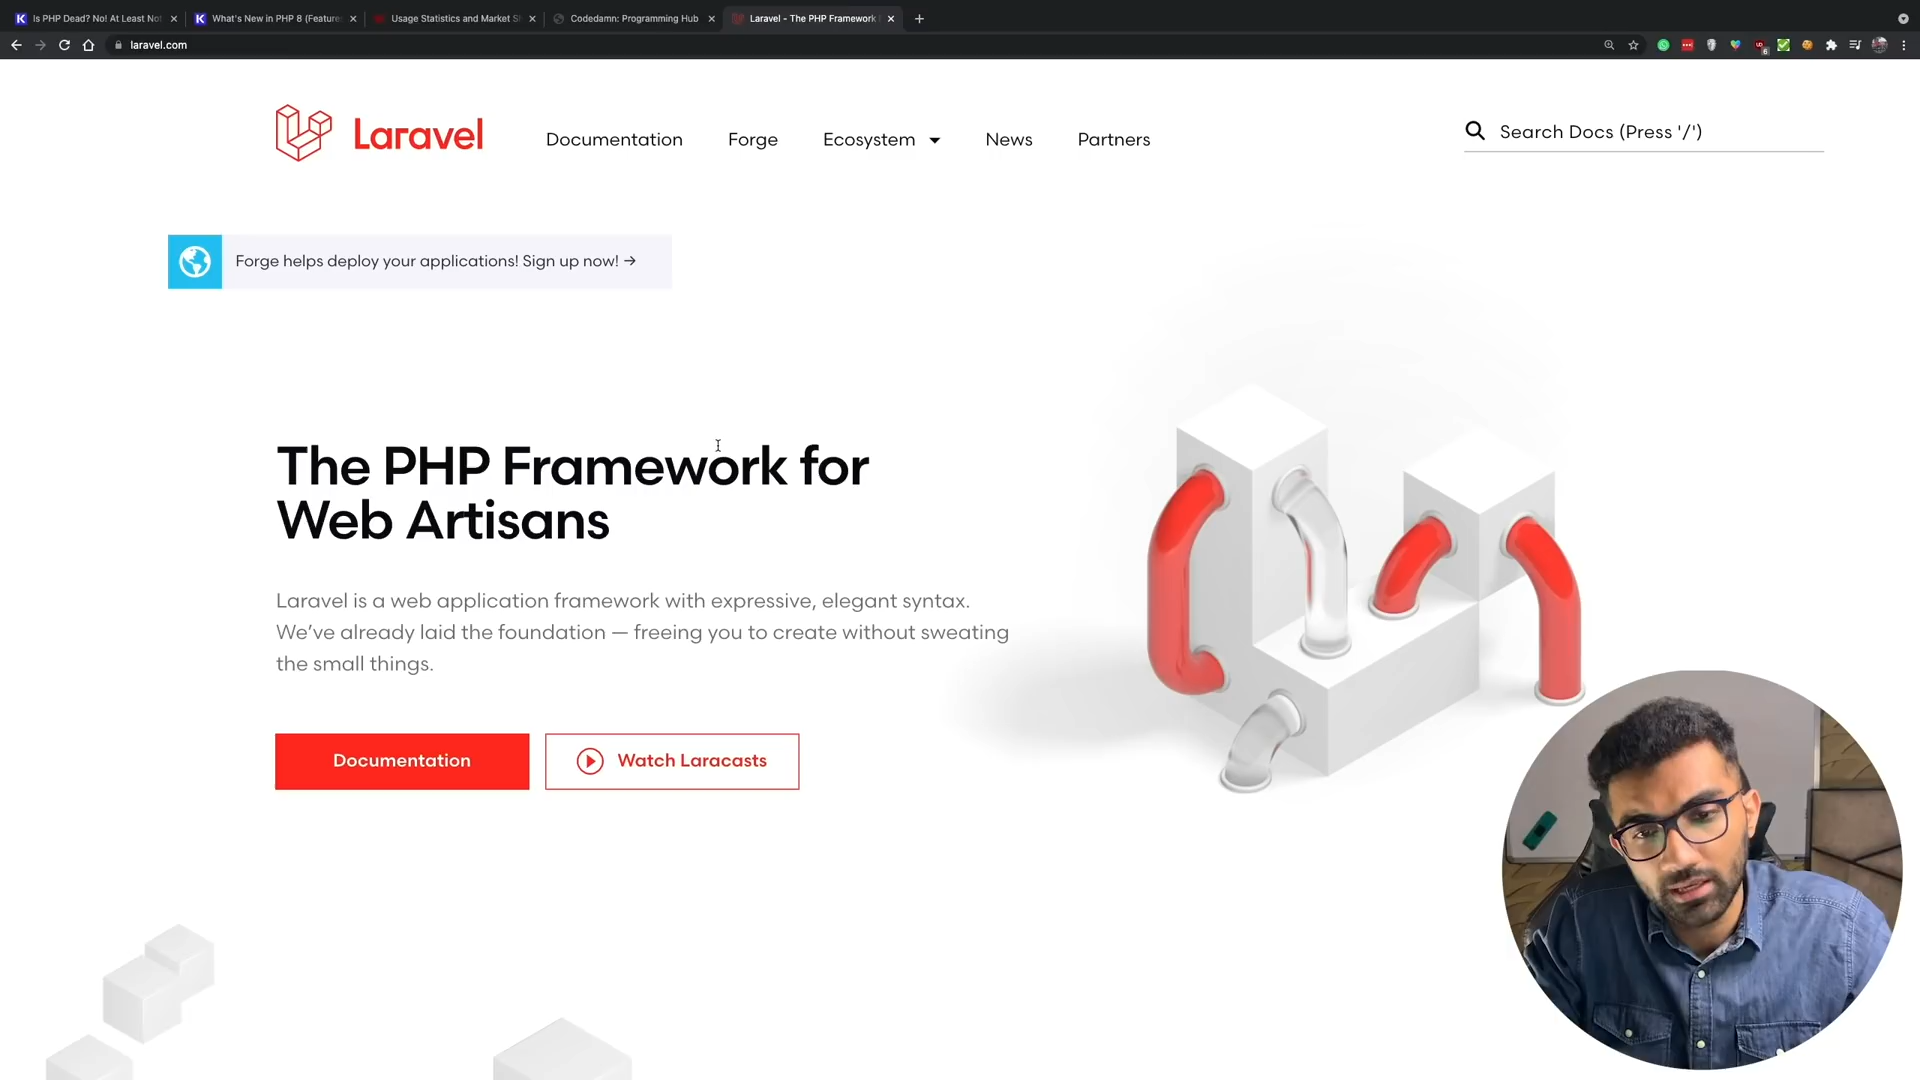 Is PHP Dead? No! At Least Not
What's New in PHP 8 (Feature
Usage Statistics and Market S
Codedamn: Programming Hub
Laravel - The PHP Framework
laravel.com
Laravel
Documentation
Forge
Ecosystem
News
Partners
Search Docs (Press '/')
Forge helps deploy your applications! Sign up now! →
The PHP Framework for
Web Artisans
Laravel is a web application framework with expressive, elegant syntax.
We've already laid the foundation — freeing you to create without sweating
the small things.
Documentation
Watch Laracasts